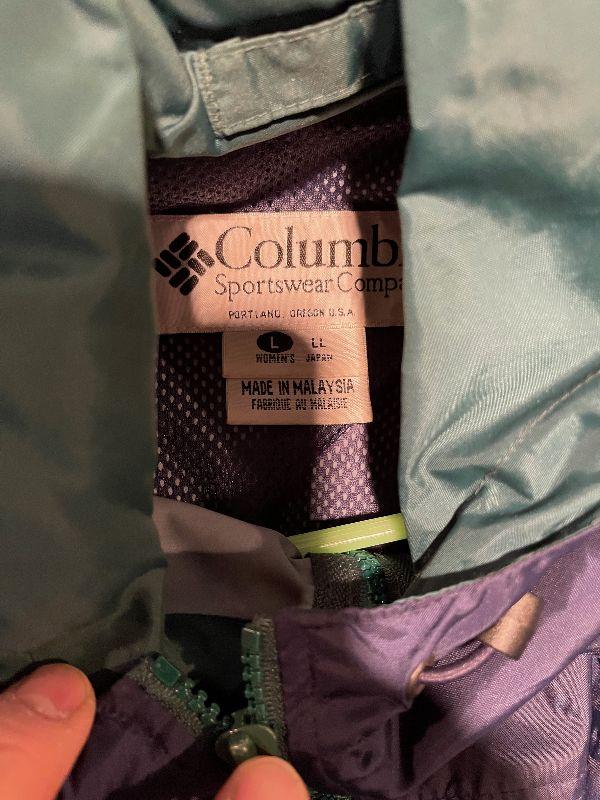 Columb
Sportswear Compa
PORTLAND, OREGON U.S.A.
L LL
WOMEN'S JAPAN
MADE IN MALAYSIA
FABRIQUE AU MALAISIE